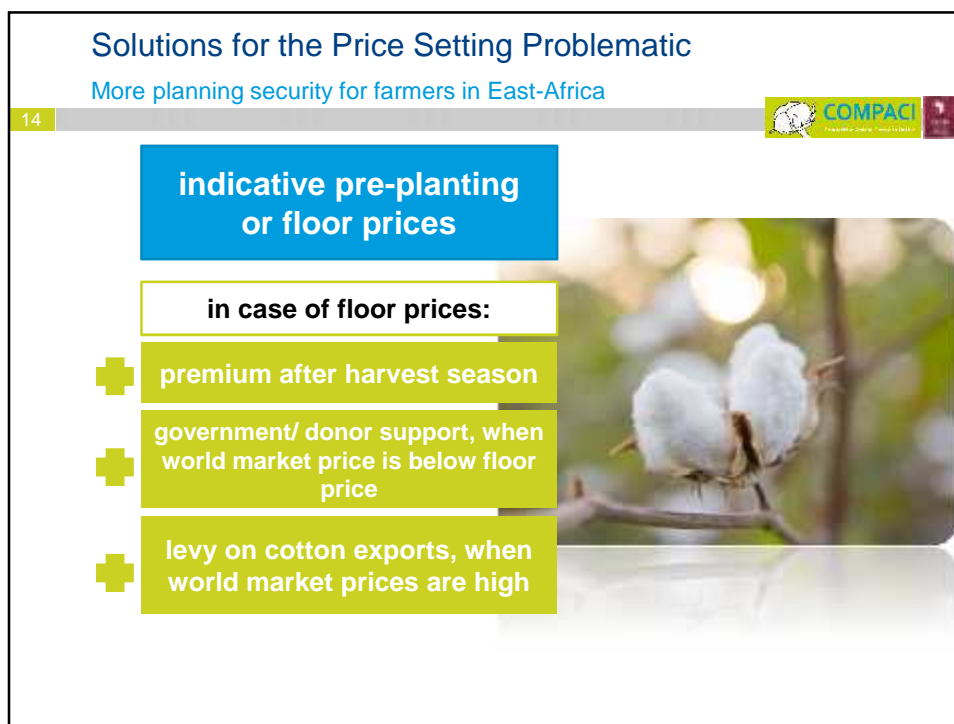 Solutions for the Price Setting Problematic
More planning security for farmers in East-Africa
14
COMPACI
indicative pre-planting
or floor prices
in case of floor prices:
premium after harvest season
government/ donor support, when
world market price is below floor
price
levy on cotton exports, when
world market prices are high